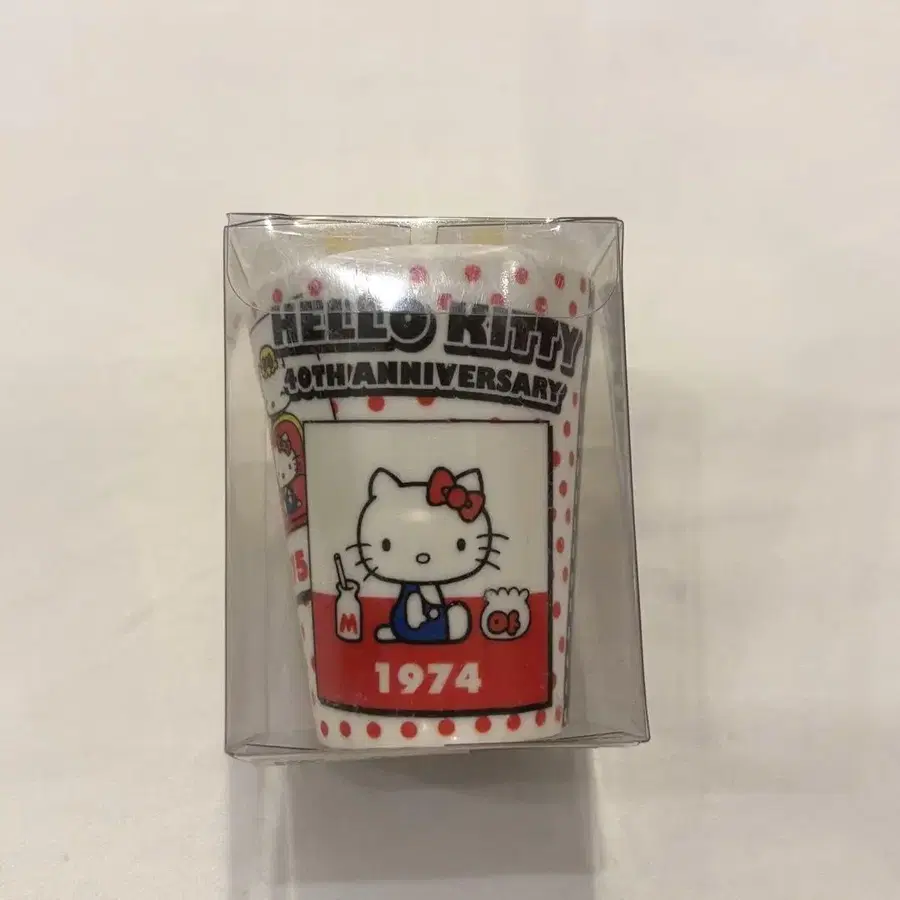 HELLO KITTY
40TH ANNIVERSARY
M
1974